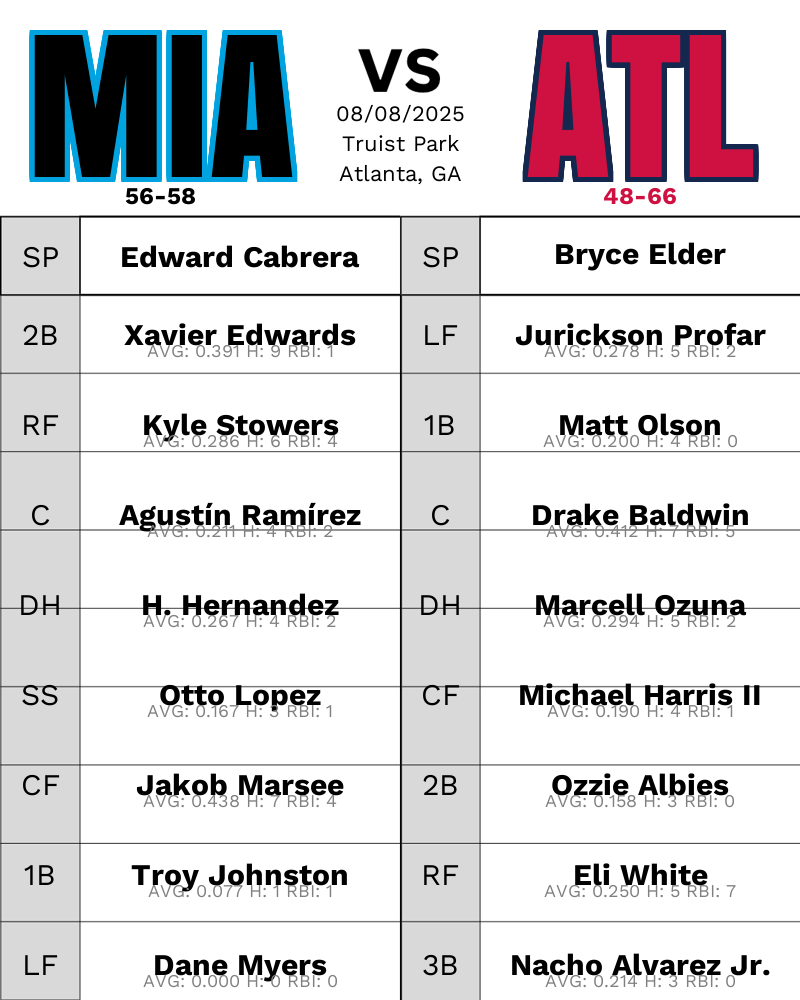 MIA
VS
ATL
08/08/2025
Truist Park
Atlanta, GA
56-58
48-66
SP Edward Cabrera SP Bryce Elder
2B Xavier Edwards LF Jurickson Profar
AVG: 0.391 H: 9 RBI: 1 AVG: 0.278 H: 5 RBI: 2
RF Kyle Stowers 1B Matt Olson
AVG: 0.286 H: 6 RBI: 4 AVG: 0.200 H: 4 RBI: 0
C Agustín Ramírez C Drake Baldwin
AVG: 0.211 H: 4 RBI: 2 AVG: 0.412 H: 7 RBI: 5
DH H. Hernandez DH Marcell Ozuna
AVG: 0.267 H: 4 RBI: 2 AVG: 0.294 H: 5 RBI: 2
SS Otto Lopez CF Michael Harris II
AVG: 0.167 H: 3 RBI: 1 AVG: 0.190 H: 4 RBI: 1
CF Jakob Marsee 2B Ozzie Albies
AVG: 0.438 H: 7 RBI: 4 AVG: 0.158 H: 3 RBI: 0
1B Troy Johnston RF Eli White
AVG: 0.077 H: 1 RBI: 1 AVG: 0.250 H: 5 RBI: 7
LF Dane Myers 3B Nacho Alvarez Jr.
AVG: 0.000 H: 0 RBI: 0 AVG: 0.214 H: 3 RBI: 0